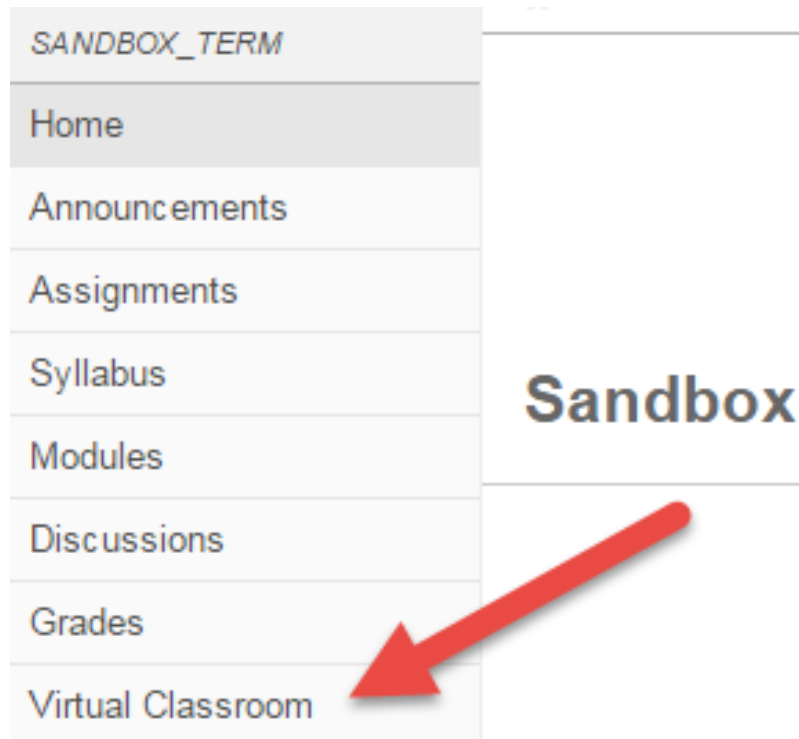 SANDBOX_TERM
Home
Announcements
Assignments
Syllabus
Sandbox
Modules
Discussions
Grades
Virtual Classroom